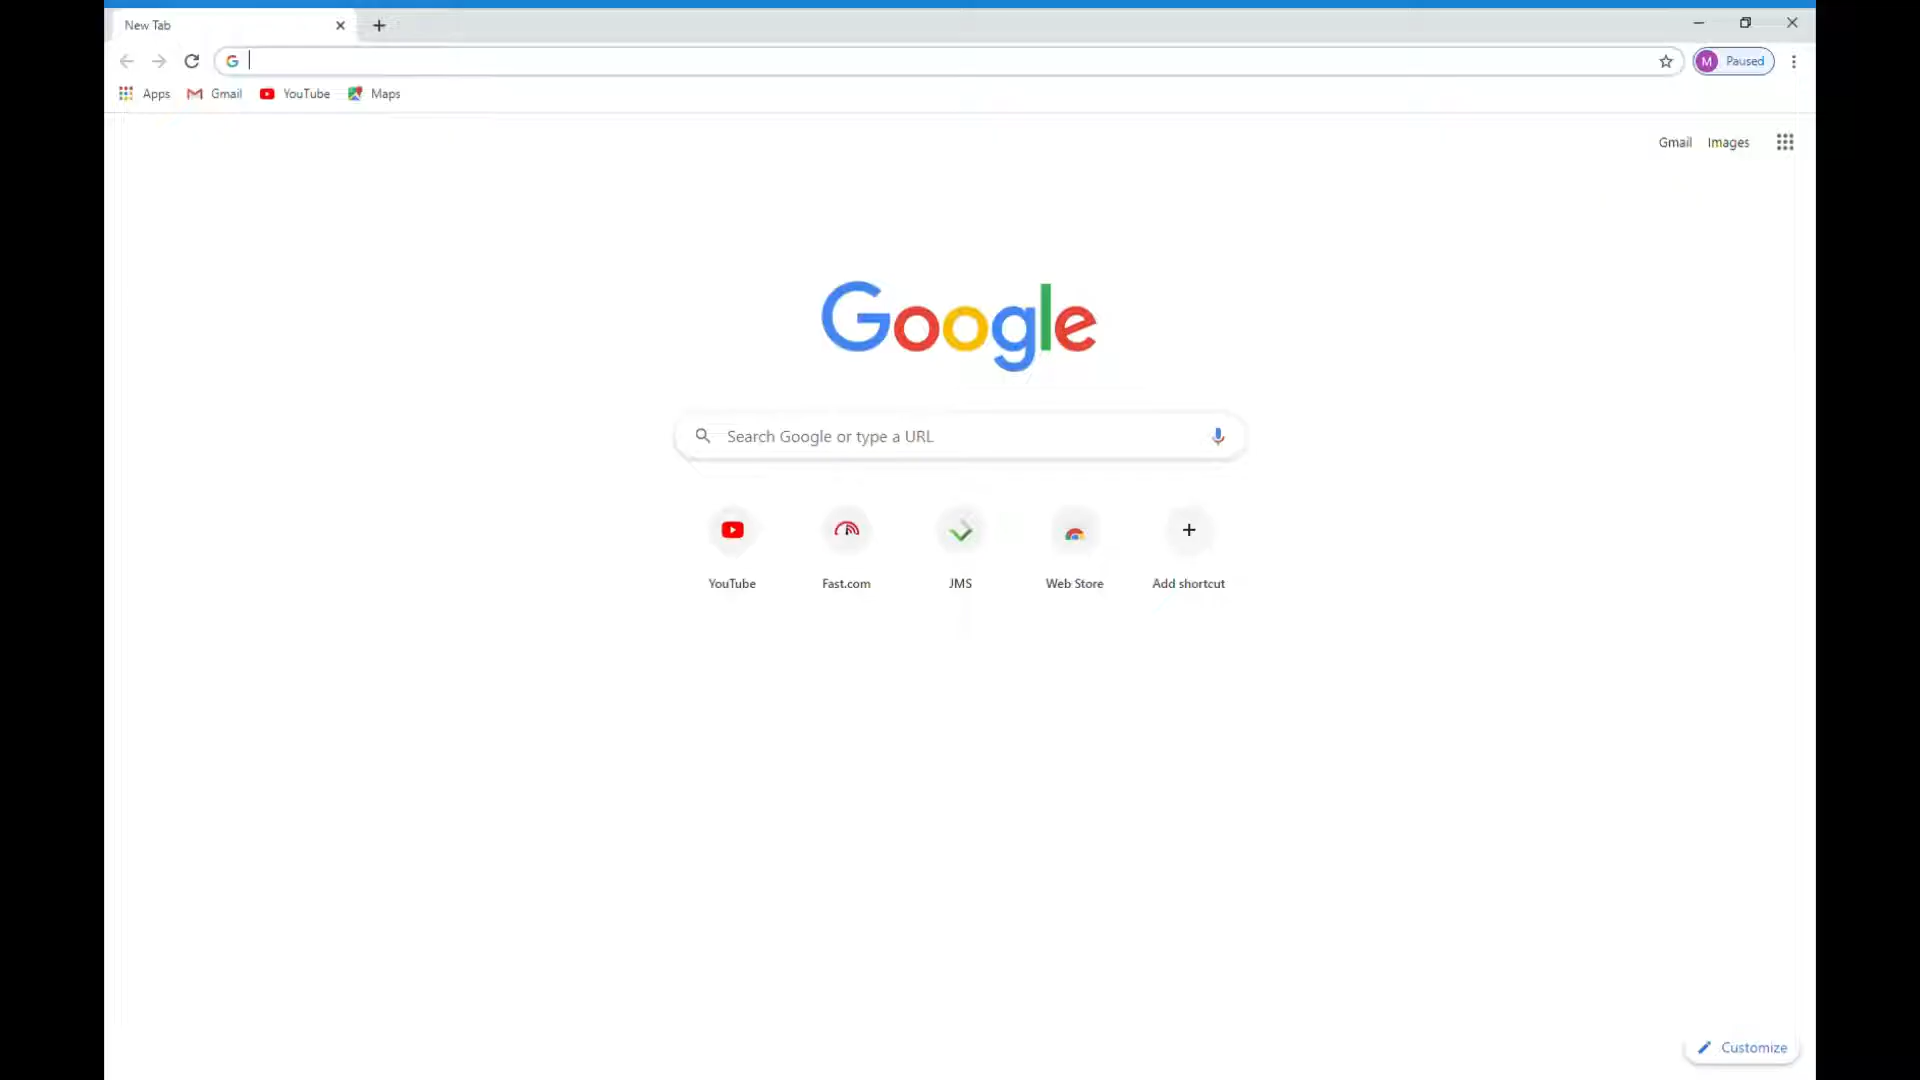 New Tab
Paused
Apps Gmail YouTube Maps
Gmail Images
Google
Search Google or type a URL
YouTube Fast.com JMS Web Store Add shortcut
Customize